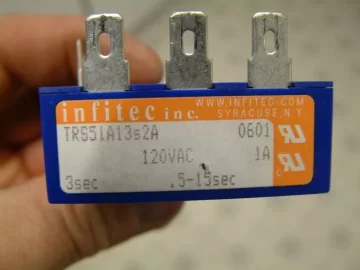 infitec inc.
WWW.INFITEC.COM
SYRACUSE, N.Y.
TRS51A13s2A 0601
120VAC 1A
3sec .5-15sec